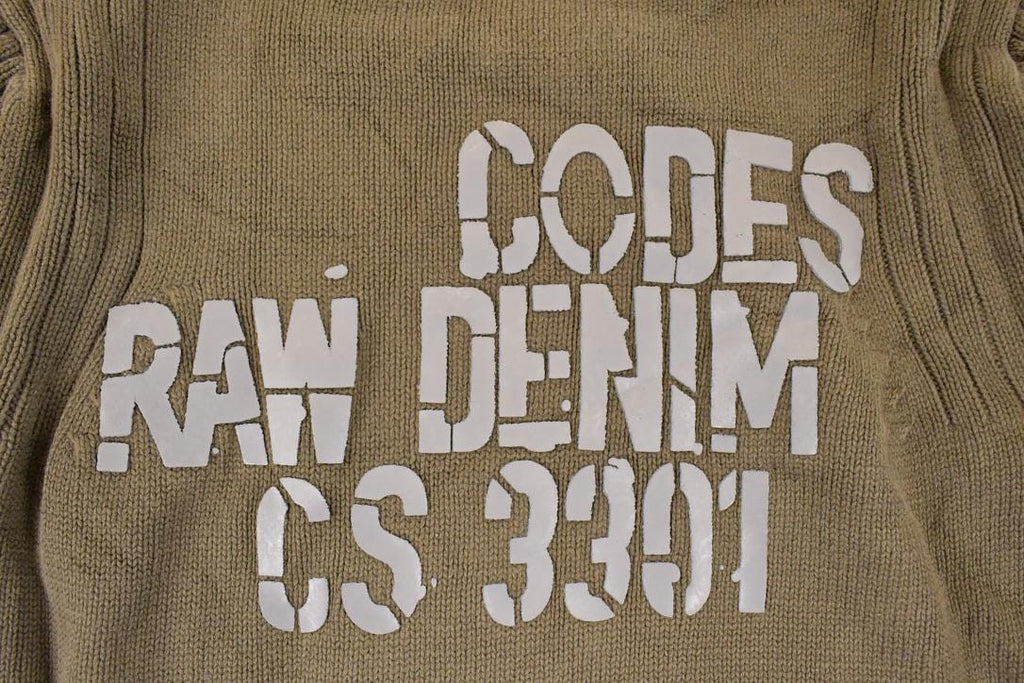 CODES
RAW DENIM
CS 3301